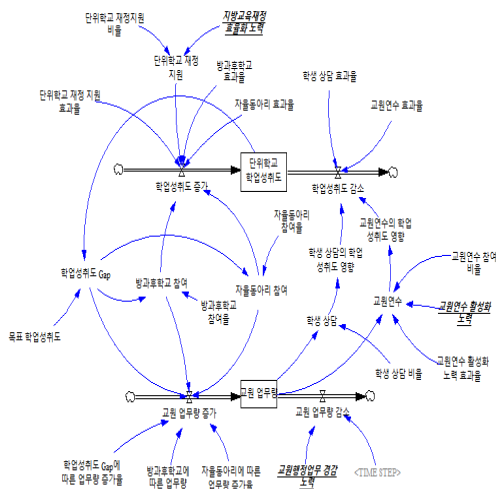 단위학교 재정지원
비율
지방교육재정
효율화 노력
단위학교 재정
지원
방과후학교
효과율
학생 상담 효과율
단위학교 재정 지원
효과율
자율동아리 효과율
교원연수 효과율
단위학교
학업성취도
학업성취도 증가
학업성취도 감소
자율동아리
참여율
교원연수의 학업
성취도 영향
학생 상담의 학업
성취도 영향
교원연수 참여
비율
학업성취도 Gap
방과후학교 참여
자율동아리 참여
교원연수
교원연수 활성화
노력
방과후학교
참여율
목표 학업성취도
학생 상담
교원연수 활성화
노력 효과율
학생 상담 비율
교원 업무량
교원 업무량 증가
교원 업무량 감소
학업성취도 Gap에
따른 업무량 증가율
방과후학교에
따른 업무량
자율동아리에 따른
업무량 증가율
교원행정업무 경감
노력
<TIME STEP>